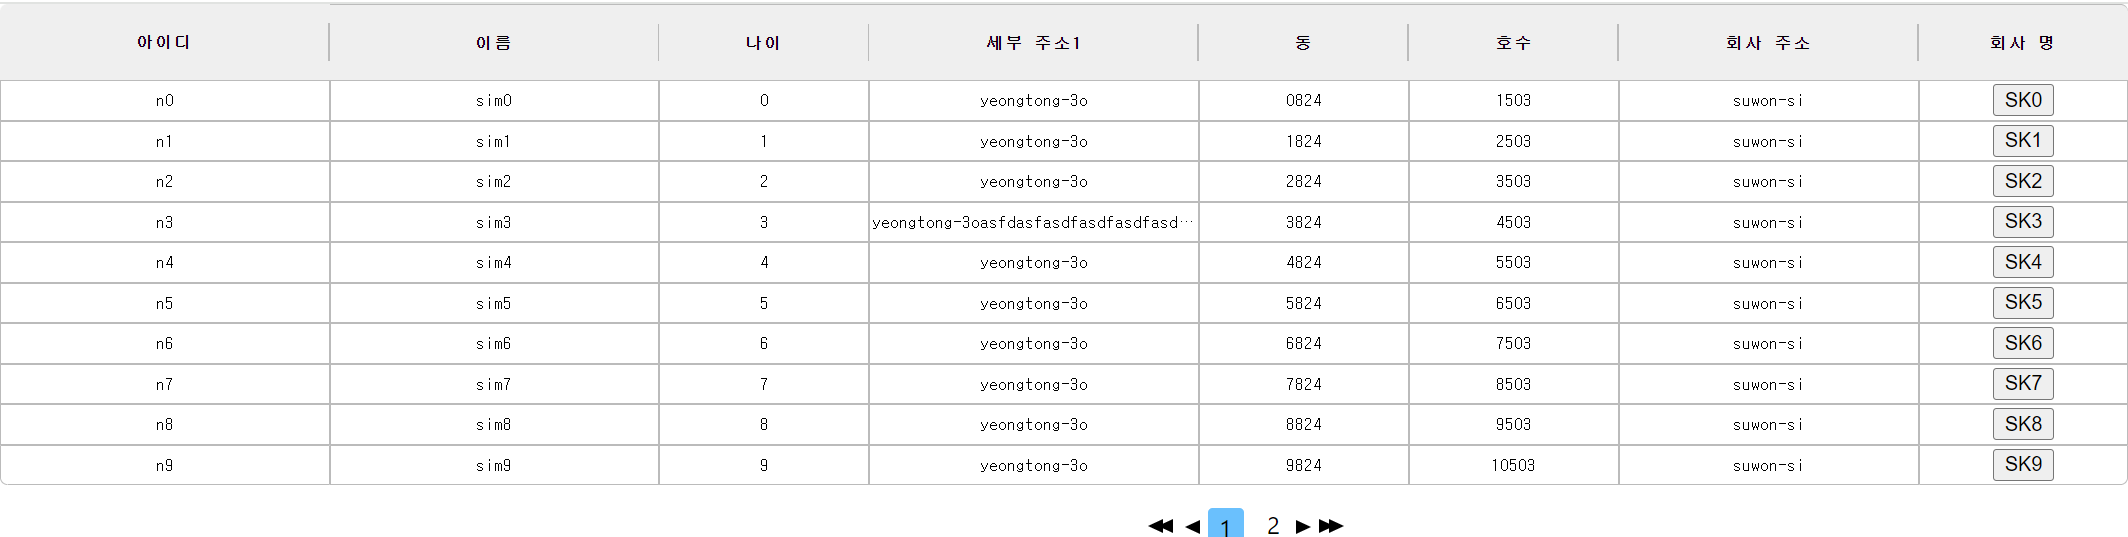 아이디 이름 나이 세부 주소1 동 호수 회사 주소 회사 명
n0 sim0 0 yeongtong-3o 0824 1503 suwon-si SK0
n1 sim1 1 yeongtong-3o 1824 2503 suwon-si SK1
n2 sim2 2 yeongtong-3o 2824 3503 suwon-si SK2
n3 sim3 3 yeongtong-3oasfdasfasdfasdfasdfasd… 3824 4503 suwon-si SK3
n4 sim4 4 yeongtong-3o 4824 5503 suwon-si SK4
n5 sim5 5 yeongtong-3o 5824 6503 suwon-si SK5
n6 sim6 6 yeongtong-3o 6824 7503 suwon-si SK6
n7 sim7 7 yeongtong-3o 7824 8503 suwon-si SK7
n8 sim8 8 yeongtong-3o 8824 9503 suwon-si SK8
n9 sim9 9 yeongtong-3o 9824 10503 suwon-si SK9
1 2